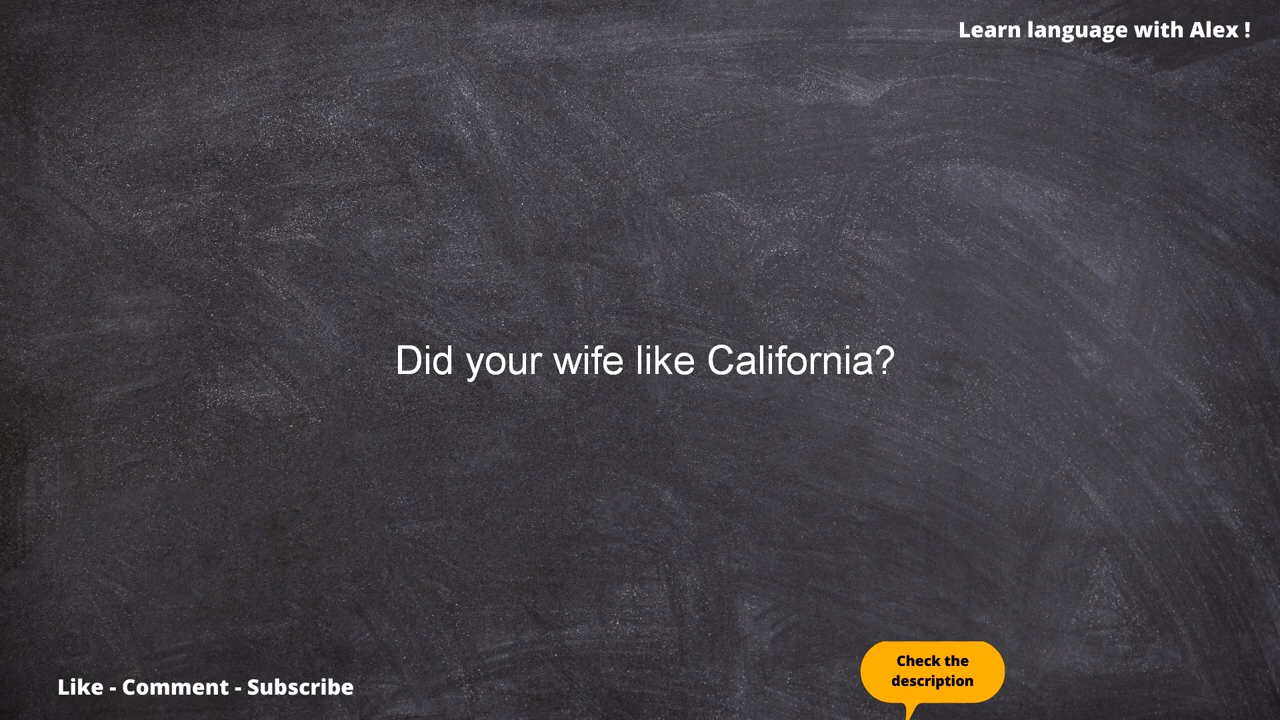 Learn language with Alex !
Did your wife like California?
Check the
description
Like - Comment - Subscribe